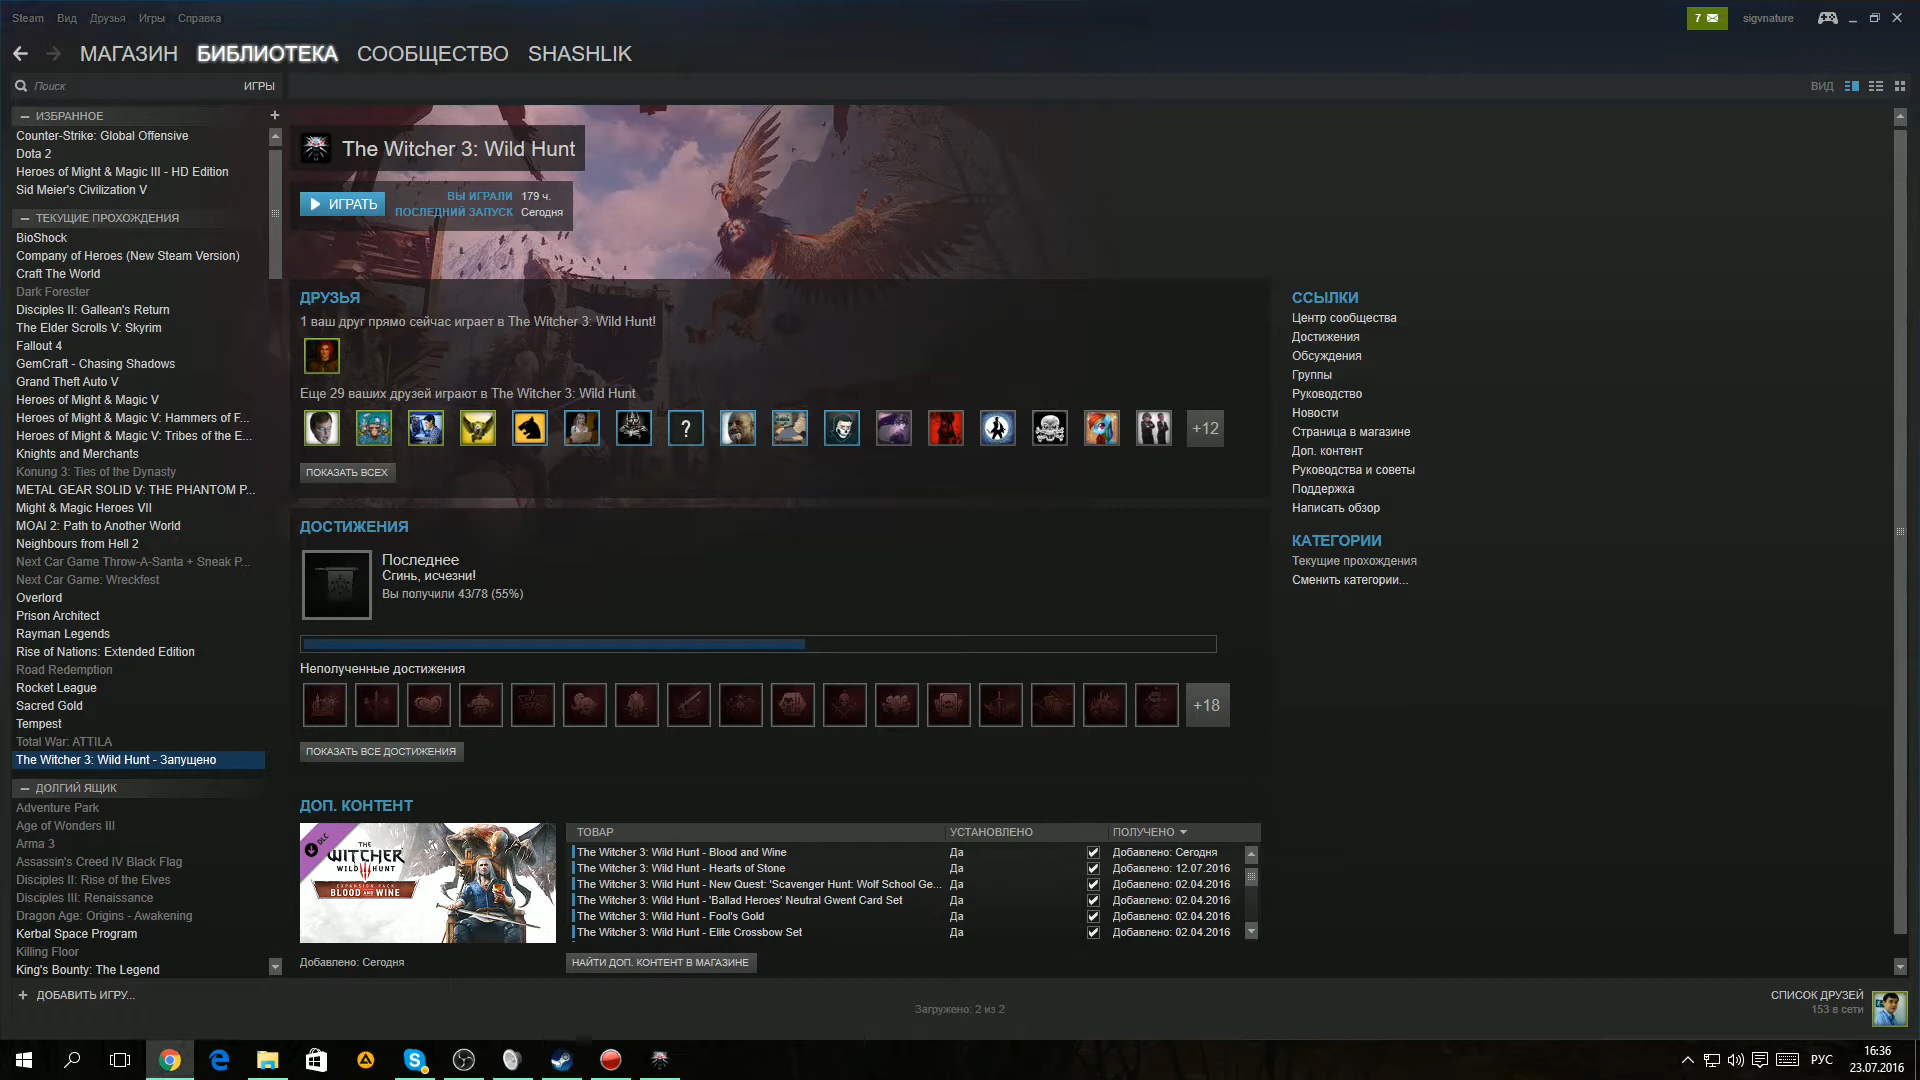 Steam Вид Друзья Игры Справка
7
sigvnature
МАГАЗИН БИБЛИОТЕКА СООБЩЕСТВО SHASHLIK
Поиск
ИГРЫ
ВИД
ИЗБРАННОЕ
Counter-Strike: Global Offensive
Dota 2
Heroes of Might & Magic III - HD Edition
Sid Meier's Civilization V
ТЕКУЩИЕ ПРОХОЖДЕНИЯ
BioShock
Company of Heroes (New Steam Version)
Craft The World
Dark Forester
Disciples II: Gallean's Return
The Elder Scrolls V: Skyrim
Fallout 4
GemCraft - Chasing Shadows
Grand Theft Auto V
Heroes of Might & Magic V
Heroes of Might & Magic V: Hammers of F...
Heroes of Might & Magic V: Tribes of the E...
Knights and Merchants
Konung 3: Ties of the Dynasty
METAL GEAR SOLID V: THE PHANTOM P...
Might & Magic Heroes VII
MOAI 2: Path to Another World
Neighbours from Hell 2
Next Car Game Throw-A-Santa + Sneak P...
Next Car Game: Wreckfest
Overlord
Prison Architect
Rayman Legends
Rise of Nations: Extended Edition
Road Redemption
Rocket League
Sacred Gold
Tempest
Total War: ATTILA
The Witcher 3: Wild Hunt - Запущено
ДОЛГИЙ ЯЩИК
Adventure Park
Age of Wonders III
Arma 3
Assassin's Creed IV Black Flag
Disciples II: Rise of the Elves
Disciples III: Renaissance
Dragon Age: Origins - Awakening
Kerbal Space Program
Killing Floor
King's Bounty: The Legend
ДОБАВИТЬ ИГРУ...
The Witcher 3: Wild Hunt
ИГРАТЬ
ВЫ ИГРАЛИ 179 ч.
ПОСЛЕДНИЙ ЗАПУСК Сегодня
ДРУЗЬЯ
1 ваш друг прямо сейчас играет в The Witcher 3: Wild Hunt!
Еще 29 ваших друзей играют в The Witcher 3: Wild Hunt
?
+12
ПОКАЗАТЬ ВСЕХ
ДОСТИЖЕНИЯ
Последнее
Сгинь, исчезни!
Вы получили 43/78 (55%)
Неполученные достижения
+18
ПОКАЗАТЬ ВСЕ ДОСТИЖЕНИЯ
ДОП. КОНТЕНТ
DLC
THE
WITCHER
WILD HUNT
EXPANSION PACK
BLOOD AND WINE
Добавлено: Сегодня
ТОВАР УСТАНОВЛЕНО ПОЛУЧЕНО
The Witcher 3: Wild Hunt - Blood and Wine Да Добавлено: Сегодня
The Witcher 3: Wild Hunt - Hearts of Stone Да Добавлено: 12.07.2016
The Witcher 3: Wild Hunt - New Quest: 'Scavenger Hunt: Wolf School Ge... Да Добавлено: 02.04.2016
The Witcher 3: Wild Hunt - 'Ballad Heroes' Neutral Gwent Card Set Да Добавлено: 02.04.2016
The Witcher 3: Wild Hunt - Fool's Gold Да Добавлено: 02.04.2016
The Witcher 3: Wild Hunt - Elite Crossbow Set Да Добавлено: 02.04.2016
НАЙТИ ДОП. КОНТЕНТ В МАГАЗИНЕ
ССЫЛКИ
Центр сообщества
Достижения
Обсуждения
Группы
Руководство
Новости
Страница в магазине
Доп. контент
Руководства и советы
Поддержка
Написать обзор
КАТЕГОРИИ
Текущие прохождения
Сменить категории...
Загружено: 2 из 2
СПИСОК ДРУЗЕЙ
153 в сети
РУС
16:36
23.07.2016